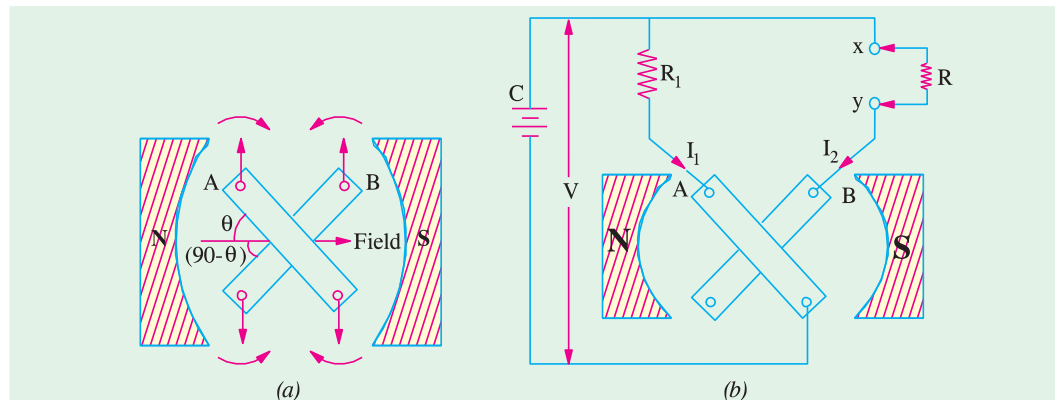 A
B
θ
N
Field
S
(90-θ)
(a)
x
R₁
R
C
y
I₁
I₂
V
A
B
N
S
(b)